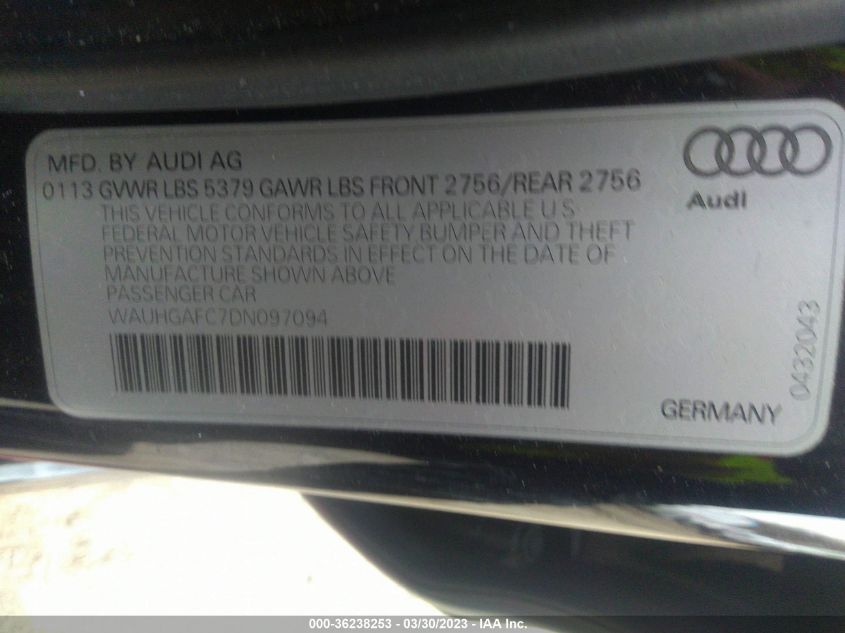 MFD. BY AUDI AG
0113 GVWR LBS 5379 GAWR LBS FRONT 2756/REAR 2756
THIS VEHICLE CONFORMS TO ALL APPLICABLE U S
FEDERAL MOTOR VEHICLE SAFETY BUMPER AND THEFT
PREVENTION STANDARDS IN EFFECT ON THE DATE OF
MANUFACTURE SHOWN ABOVE
PASSENGER CAR
WAUHGAFC7DN097094
Audi
0432043
GERMANY
000-36238253 - 03/30/2023 - IAA Inc.